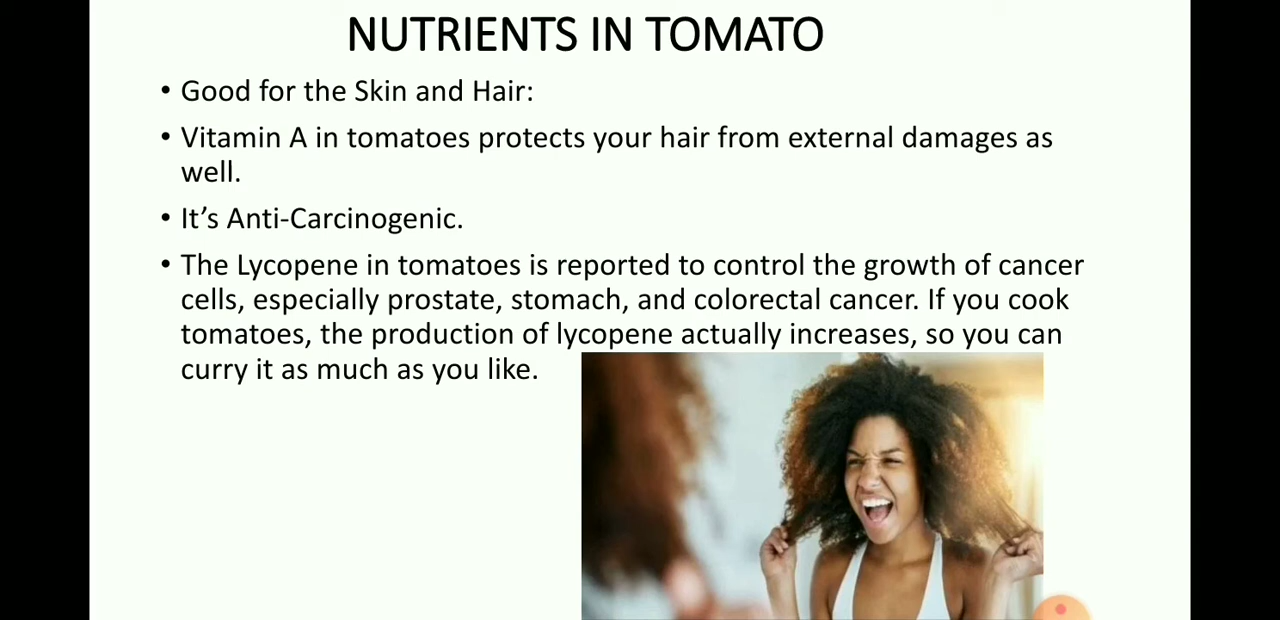 NUTRIENTS IN TOMATO
• Good for the Skin and Hair:
• Vitamin A in tomatoes protects your hair from external damages as
well.
• It’s Anti-Carcinogenic.
• The Lycopene in tomatoes is reported to control the growth of cancer
cells, especially prostate, stomach, and colorectal cancer. If you cook
tomatoes, the production of lycopene actually increases, so you can
curry it as much as you like.